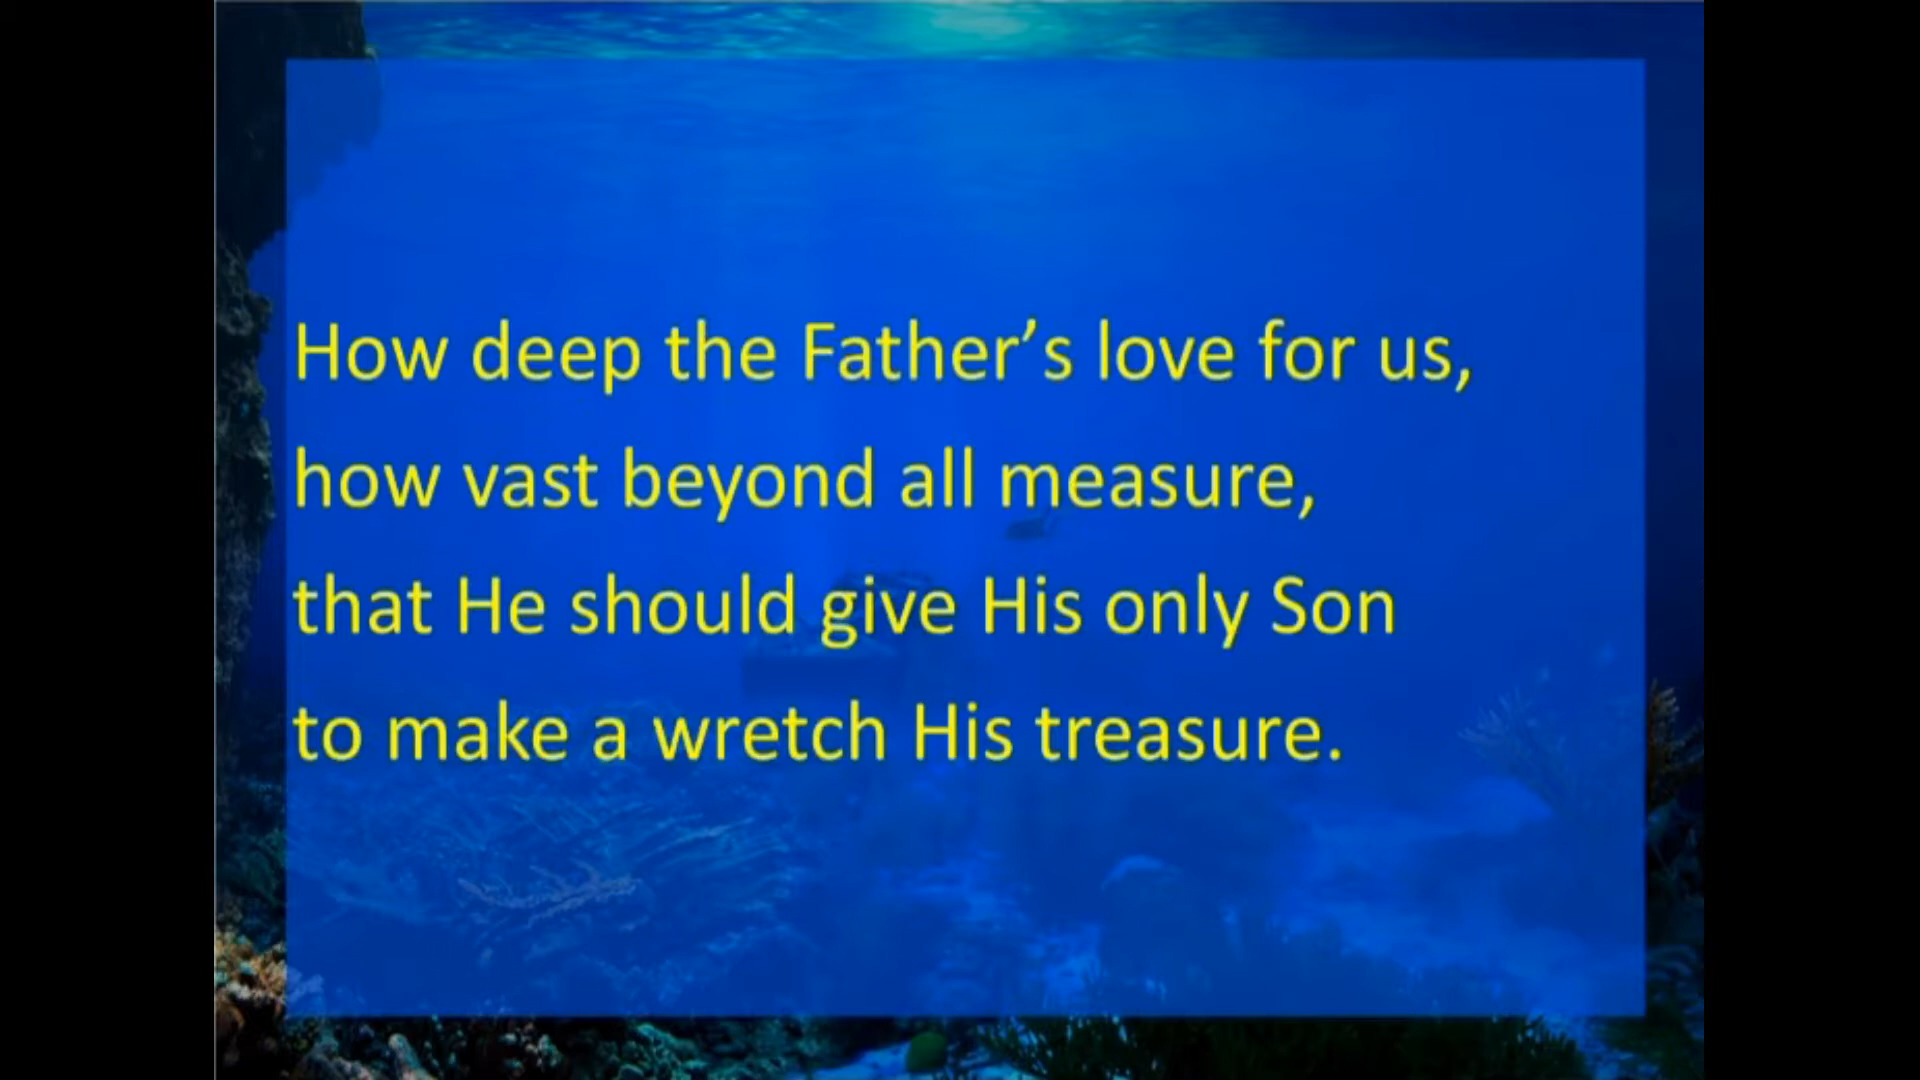 How deep the Father’s love for us,
how vast beyond all measure,
that He should give His only Son
to make a wretch His treasure.